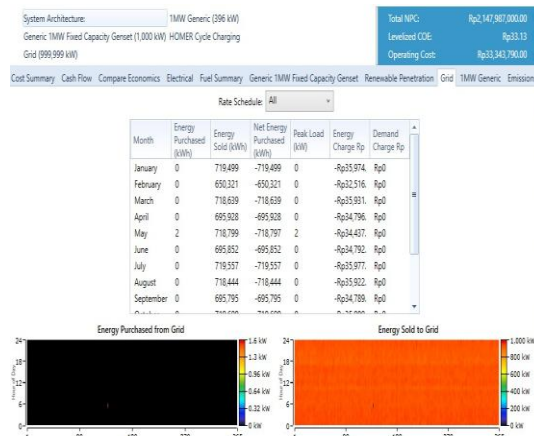 System Architecture: 1MW Generic (396 kW)
Generic 1MW Fixed Capacity Genset (1,000 kW) HOMER Cycle Charging
Grid (999,999 kW)
Total NPC: Rp2,147,987,000.00
Levelized COE: Rp33.13
Operating Cost: Rp33,343,790.00
Cost Summary Cash Flow Compare Economics Electrical Fuel Summary Generic 1MW Fixed Capacity Genset Renewable Penetration Grid 1MW Generic Emission
Rate Schedule: All
Month Energy Purchased (kWh) Energy Sold (kWh) Net Energy Purchased (kWh) Peak Load (kW) Energy Charge Rp Demand Charge Rp
January 0 719,499 -719,499 0 -Rp35,974. Rp0
February 0 650,321 -650,321 0 -Rp32,516. Rp0
March 0 718,639 -718,639 0 -Rp35,931. Rp0
April 0 695,928 -695,928 0 -Rp34,796. Rp0
May 2 718,799 -718,797 2 -Rp34,437. Rp0
June 0 695,852 -695,852 0 -Rp34,792. Rp0
July 0 719,557 -719,557 0 -Rp35,977. Rp0
August 0 718,444 -718,444 0 -Rp35,922. Rp0
September 0 695,795 -695,795 0 -Rp34,789. Rp0
Energy Purchased from Grid
Hour of Day
24
18
12
6
0
1.6 kW
1.3 kW
0.96 kW
0.64 kW
0.32 kW
0 kW
Energy Sold to Grid
Hour of Day
24
18
12
6
0
1.000 kW
800 kW
600 kW
400 kW
200 kW
0 kW